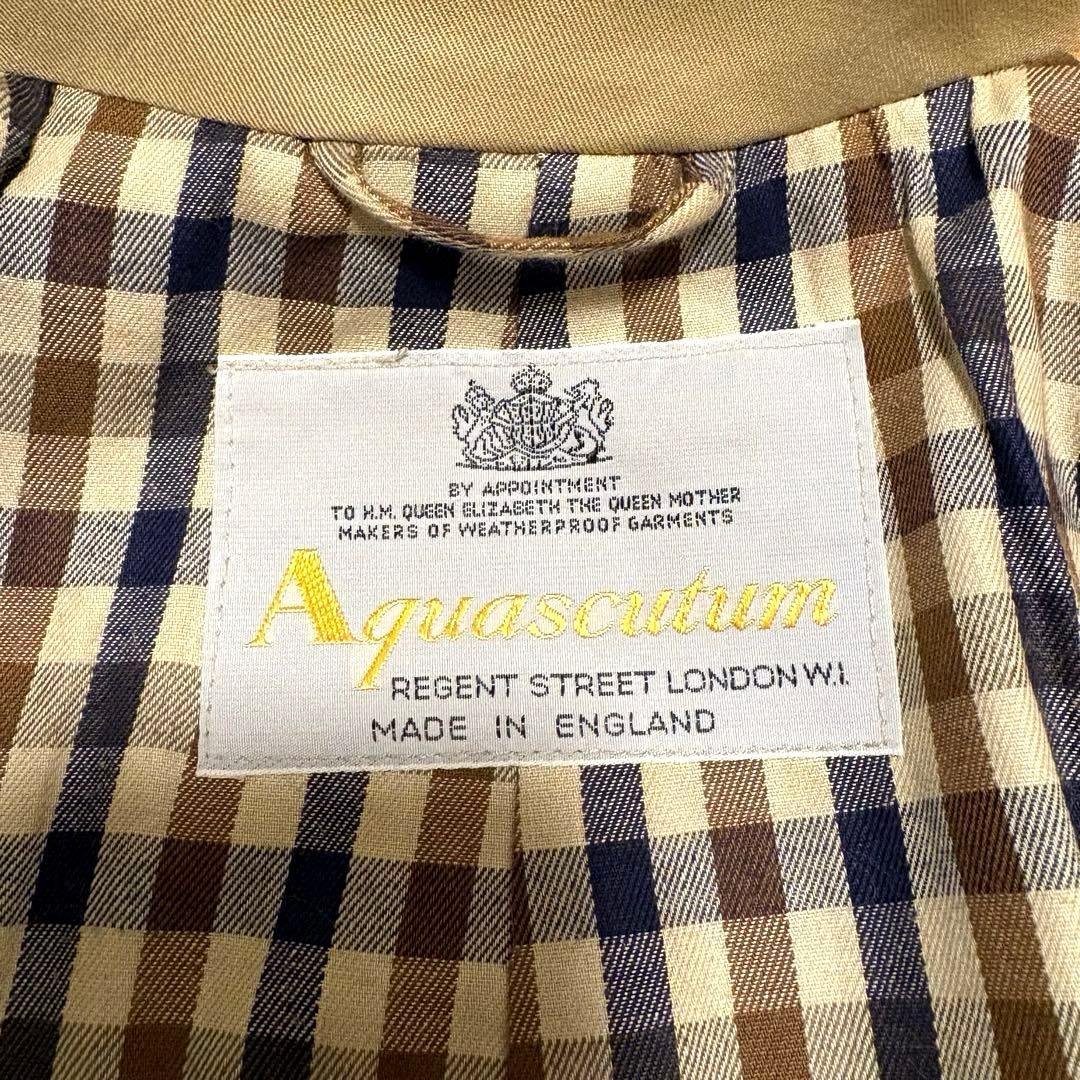 BY APPOINTMENT
TO H.M. QUEEN ELIZABETH THE QUEEN MOTHER
MAKERS OF WEATHERPROOF GARMENTS
Aquascutum
REGENT STREET LONDON W.I.
MADE IN ENGLAND